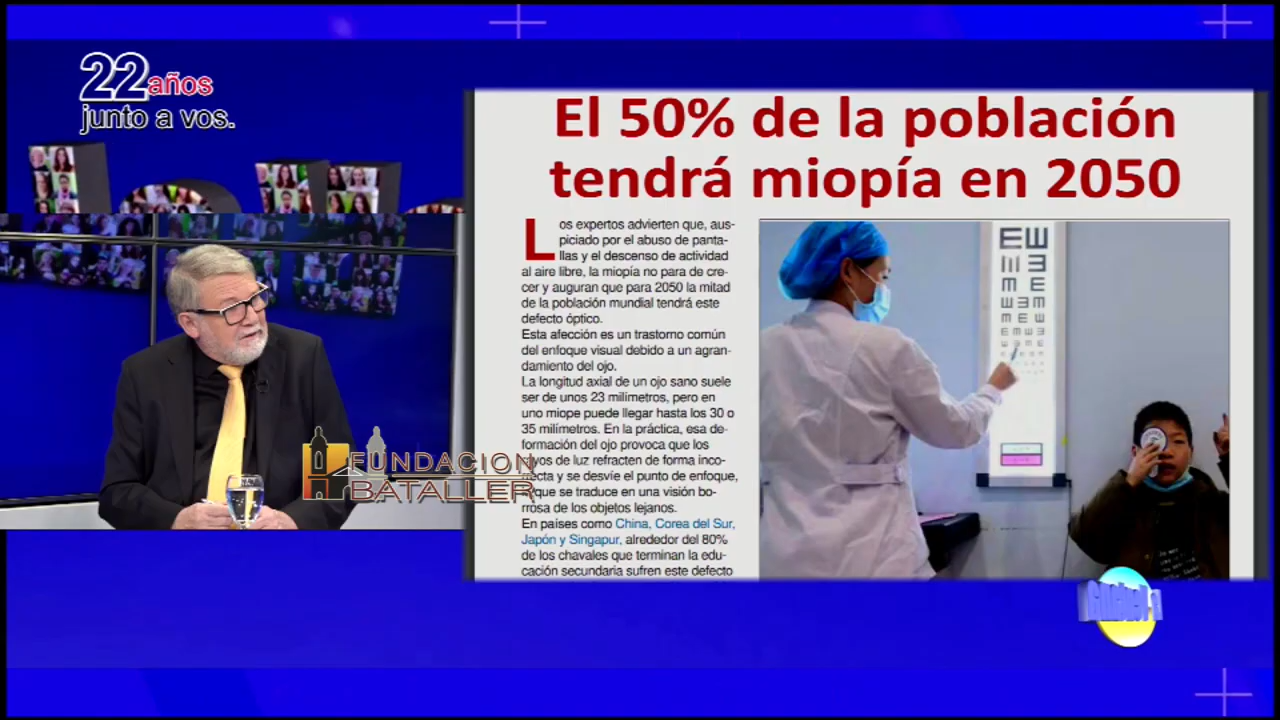 22 años
junto a vos.
El 50% de la población
tendrá miopía en 2050
Los expertos advierten que, aus-
piciado por el abuso de panta-
llas y el descenso de actividad
al aire libre, la miopía no para de cre-
cer y auguran que para 2050 la mitad
de la población mundial tendrá este
defecto óptico.
Esta afección es un trastorno común
del enfoque visual debido a un agran-
damiento del ojo.
La longitud axial de un ojo sano suele
ser de unos 23 milímetros, pero en
uno miope puede llegar hasta los 30 o
35 milímetros. En la práctica, esa de-
formación del ojo provoca que los
de luz refracten de forma inco-
y se desvíe el punto de enfoque,
que se traduce en una visión bo-
rrosa de los objetos lejanos.
En países como China, Corea del Sur,
Japón y Singapur, alrededor del 80%
de los chavales que terminan la edu-
cación secundaria sufren este defecto
FUNDACION
BATALLER